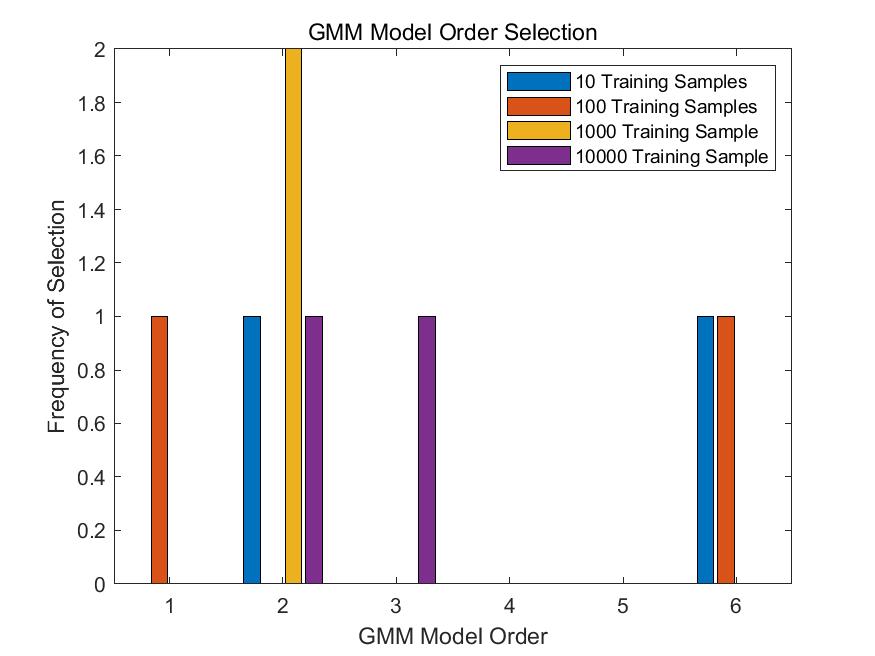 GMM Model Order Selection
10 Training Samples
100 Training Samples
1000 Training Sample
10000 Training Sample
Frequency of Selection
2
1.8
1.6
1.4
1.2
1
0.8
0.6
0.4
0.2
0
1 2 3 4 5 6
GMM Model Order